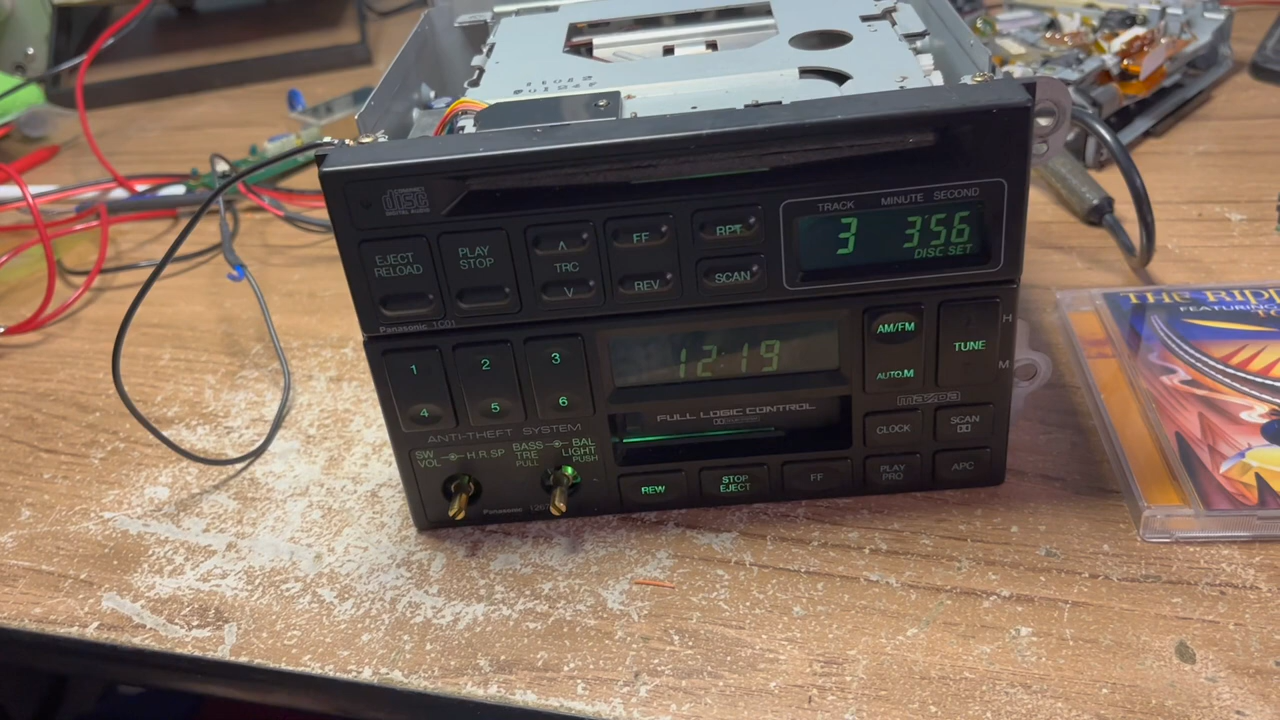 COMPACT
disc
DIGITAL AUDIO
TRACK MINUTE SECOND
3 3'56
DISC SET
EJECT
RELOAD
PLAY
STOP
TRC
FF
REV
RPT
SCAN
Panasonic 1C01
1 2 3
4 5 6
12:19
AM/FM
AUTO.M
TUNE
H
M
mazda
FULL LOGIC CONTROL
ANTI-THEFT SYSTEM
SW
VOL
H.R.SP
BASS
TRE
PULL
BAL
LIGHT
PUSH
CLOCK
SCAN
REW
STOP
EJECT
FF
PLAY
PRO
APC
Panasonic